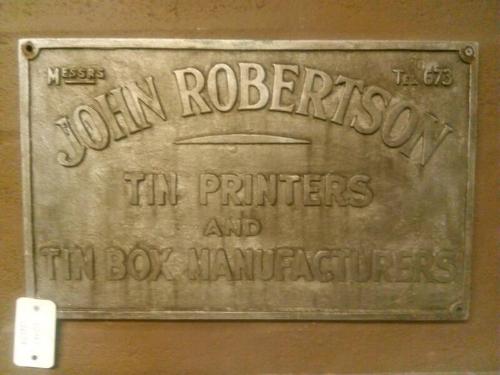 MESSRS
TEL 673
JOHN ROBERTSON
TIN PRINTERS
AND
TIN BOX MANUFACTURERS